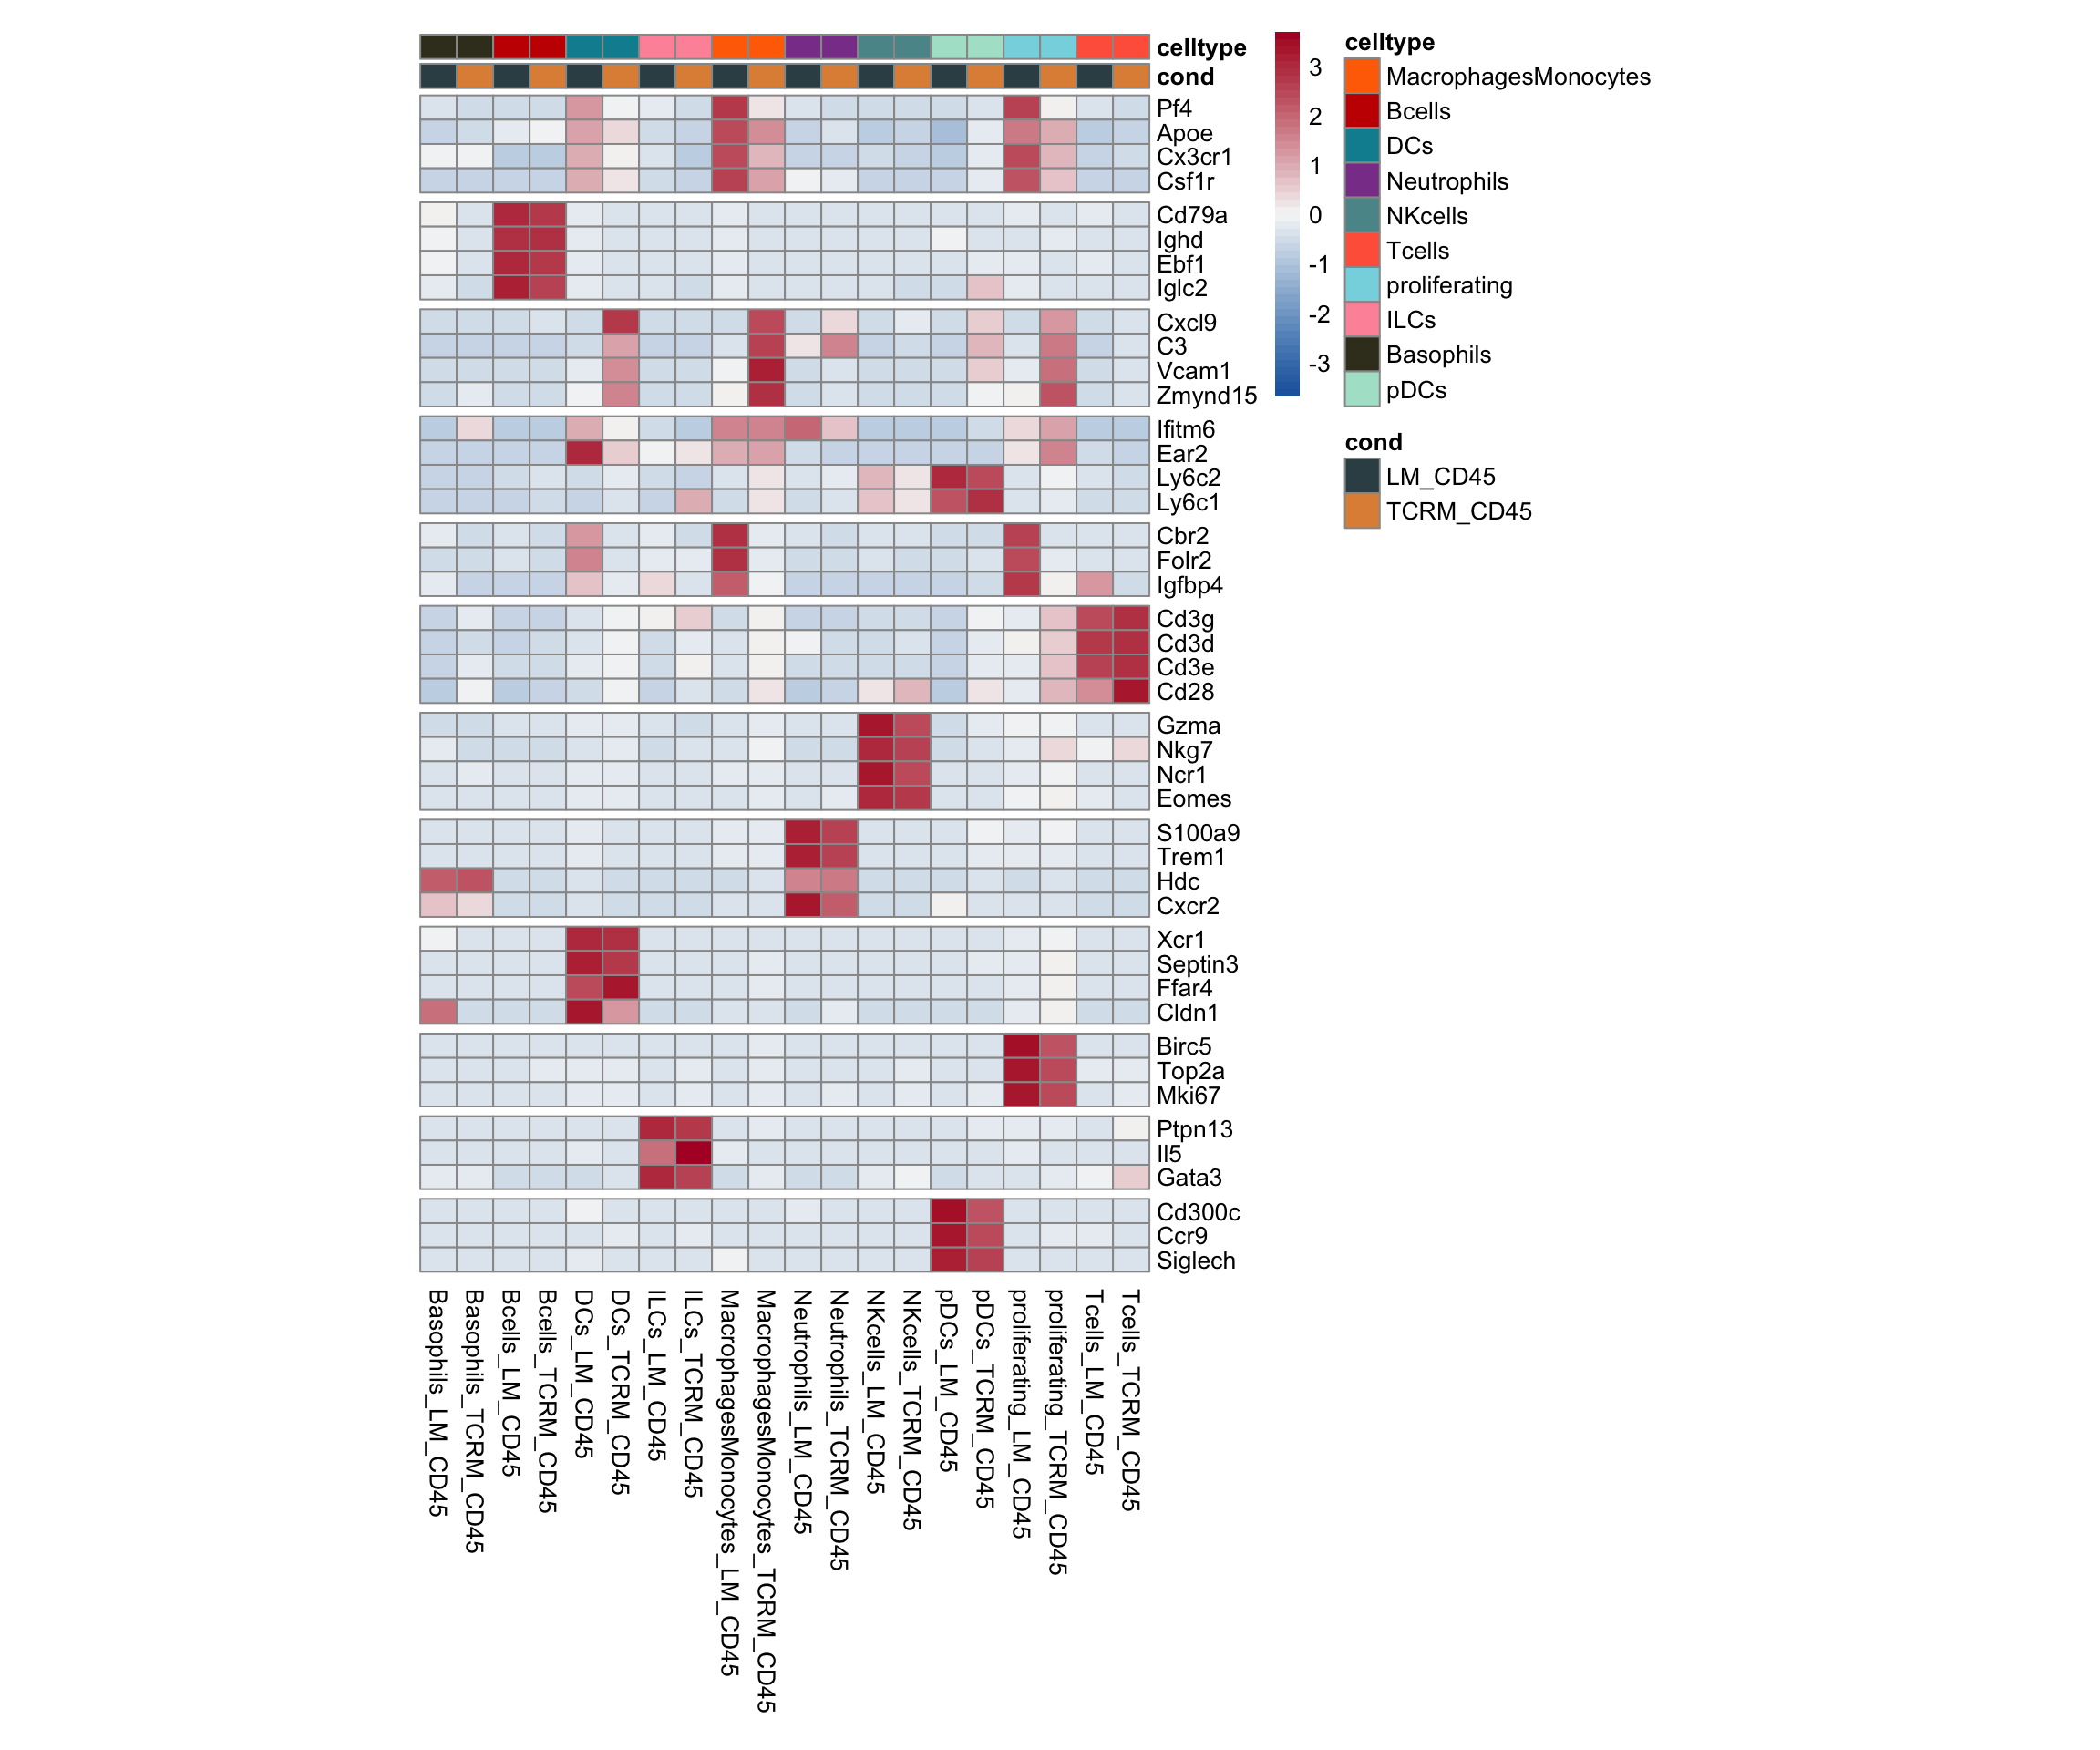 celltype
cond
Pf4
Apoe
Cx3cr1
Csf1r
Cd79a
Ighd
Ebf1
Iglc2
Cxcl9
C3
Vcam1
Zmynd15
Ifitm6
Ear2
Ly6c2
Ly6c1
Cbr2
Folr2
Igfbp4
Cd3g
Cd3d
Cd3e
Cd28
Gzma
Nkg7
Ncr1
Eomes
S100a9
Trem1
Hdc
Cxcr2
Xcr1
Septin3
Ffar4
Cldn1
Birc5
Top2a
Mki67
Ptpn13
Il5
Gata3
Cd300c
Ccr9
Siglech
Basophils_LM_CD45
Basophils_TCRM_CD45
Bcells_LM_CD45
Bcells_TCRM_CD45
DCs_LM_CD45
DCs_TCRM_CD45
ILCs_LM_CD45
ILCs_TCRM_CD45
MacrophagesMonocytes_LM_CD45
MacrophagesMonocytes_TCRM_CD45
Neutrophils_LM_CD45
Neutrophils_TCRM_CD45
NKcells_LM_CD45
NKcells_TCRM_CD45
pDCs_LM_CD45
pDCs_TCRM_CD45
proliferating_LM_CD45
proliferating_TCRM_CD45
Tcells_LM_CD45
Tcells_TCRM_CD45
3
2
1
0
-1
-2
-3
celltype
MacrophagesMonocytes
Bcells
DCs
Neutrophils
NKcells
Tcells
proliferating
ILCs
Basophils
pDCs
cond
LM_CD45
TCRM_CD45